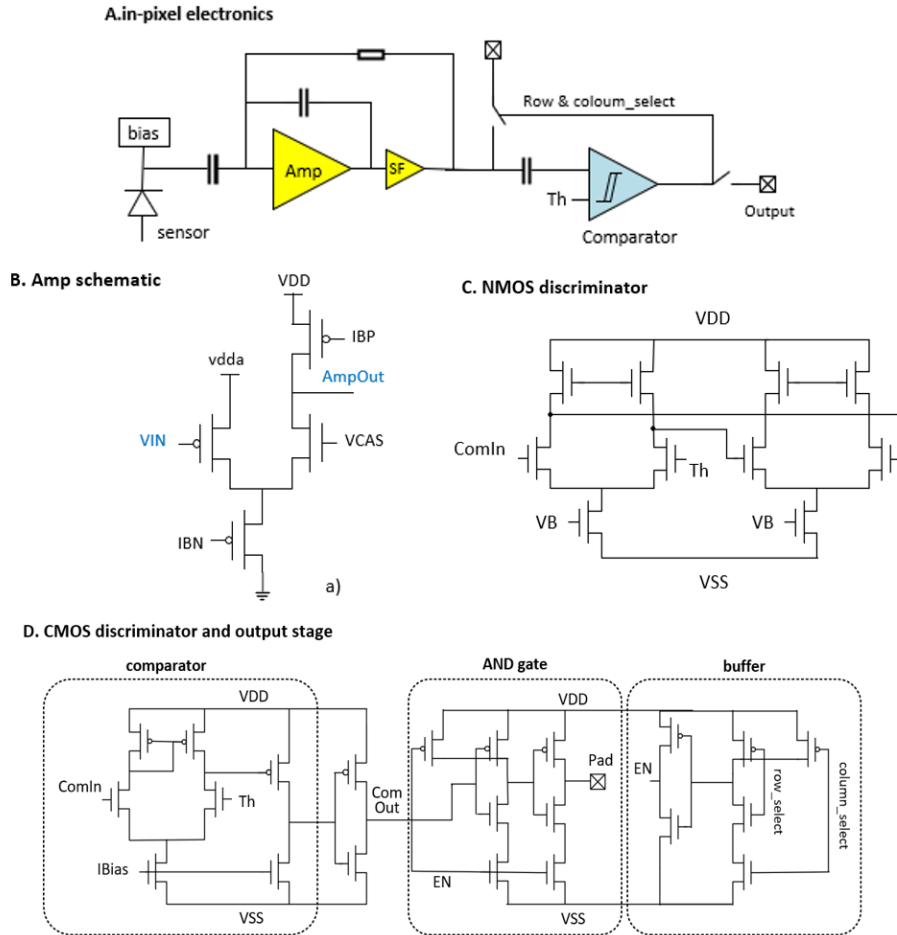 A.in-pixel electronics
Row & coloum_select
bias
Amp
SF
Th
Output
sensor
Comparator
B. Amp schematic
VDD
IBP
vdda
AmpOut
VIN
VCAS
IBN
a)
C. NMOS discriminator
VDD
ComIn
Th
VB
VB
VSS
D. CMOS discriminator and output stage
comparator
AND gate
buffer
VDD
VDD
ComIn
Th
Com
Out
Pad
EN
row_select
column_select
IBias
EN
VSS
VSS